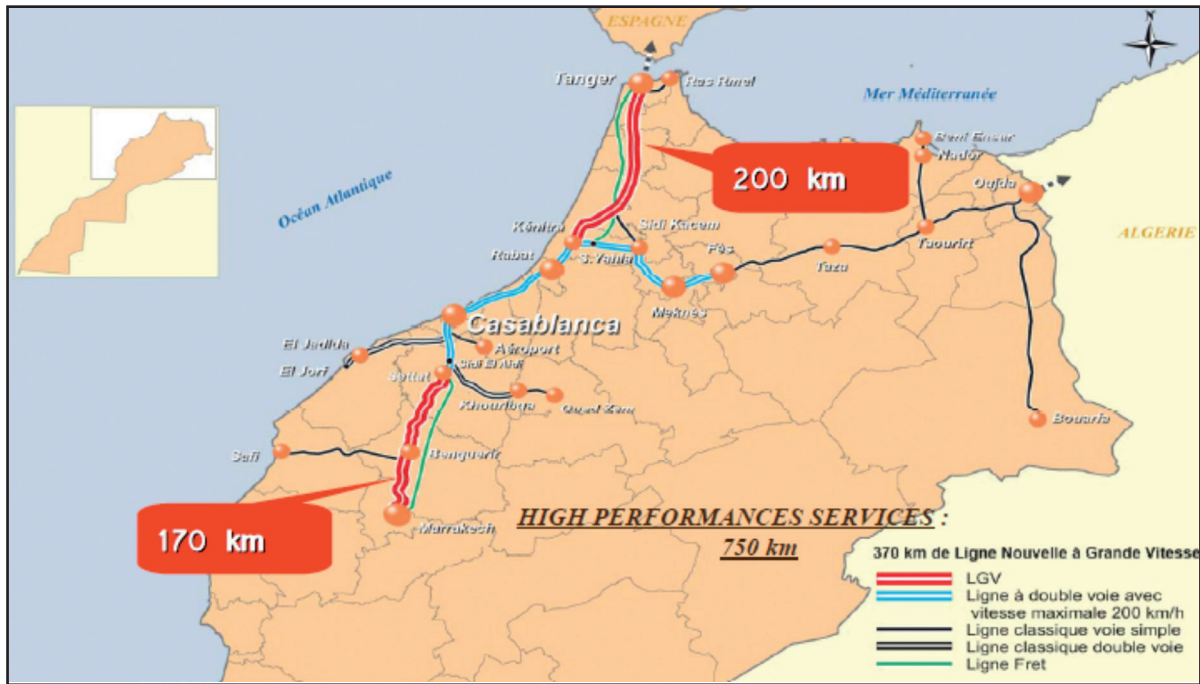 ESPAGNE
N
Tanger
Ras Rmel
Mer Méditerranée
Beni Ensar
Nador
200 km
Oujda
Océan Atlantique
ALGERIE
Kénitra
Sidi Kacem
S.Yahia
Fès
Taza
Taourirt
Rabat
Meknès
Casablanca
El Jadida
Aéroport
El Jorf
Sidi El Aidi
Settat
Khouribga
Oued Zem
Bouarfa
Safi
Benguerir
170 km
Marrakech
HIGH PERFORMANCES SERVICES :
750 km
370 km de Ligne Nouvelle à Grande Vitesse
LGV
Ligne à double voie avec
vitesse maximale 200 km/h
Ligne classique voie simple
Ligne classique double voie
Ligne Fret